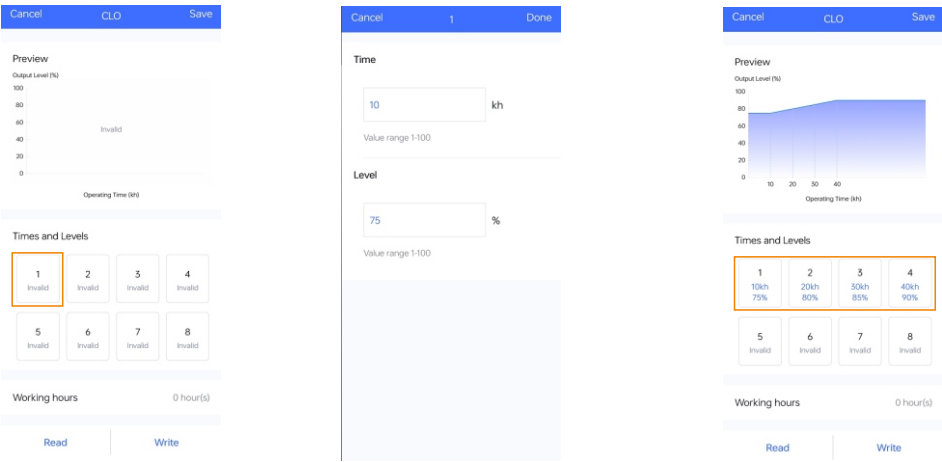 Cancel CLO Save
Preview
Output Level (%)
100
80
60
Invalid
40
20
0
Operating Time (kh)
Times and Levels
1 2 3 4
Invalid Invalid Invalid Invalid
5 6 7 8
Invalid Invalid Invalid Invalid
Working hours 0 hour(s)
Read Write
Cancel 1 Done
Time
10 kh
Value range 1-100
Level
75 %
Value range 1-100
Cancel CLO Save
Preview
Output Level (%)
100
80
60
40
20
0
10 20 30 40
Operating Time (kh)
Times and Levels
1 2 3 4
10kh 20kh 30kh 40kh
75% 80% 85% 90%
5 6 7 8
Invalid Invalid Invalid Invalid
Working hours 0 hour(s)
Read Write